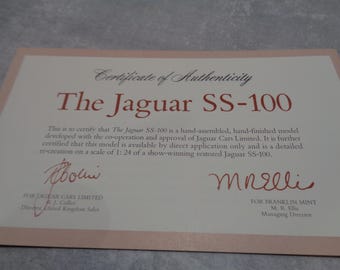 Certificate of Authenticity
The Jaguar SS-100
This is to certify that The Jaguar SS-100 is a hand-assembled, hand-finished model
developed with the co-operation and approval of Jaguar Cars Limited. It is further
certified that this model is available by direct application only and is a detailed
re-creation on a scale of 1: 24 of a show-winning restored Jaguar SS-100.
FOR JAGUAR CARS LIMITED
Director, United Kingdom Sales
FOR FRANKLIN MINT
M. R. Ellis
Managing Director